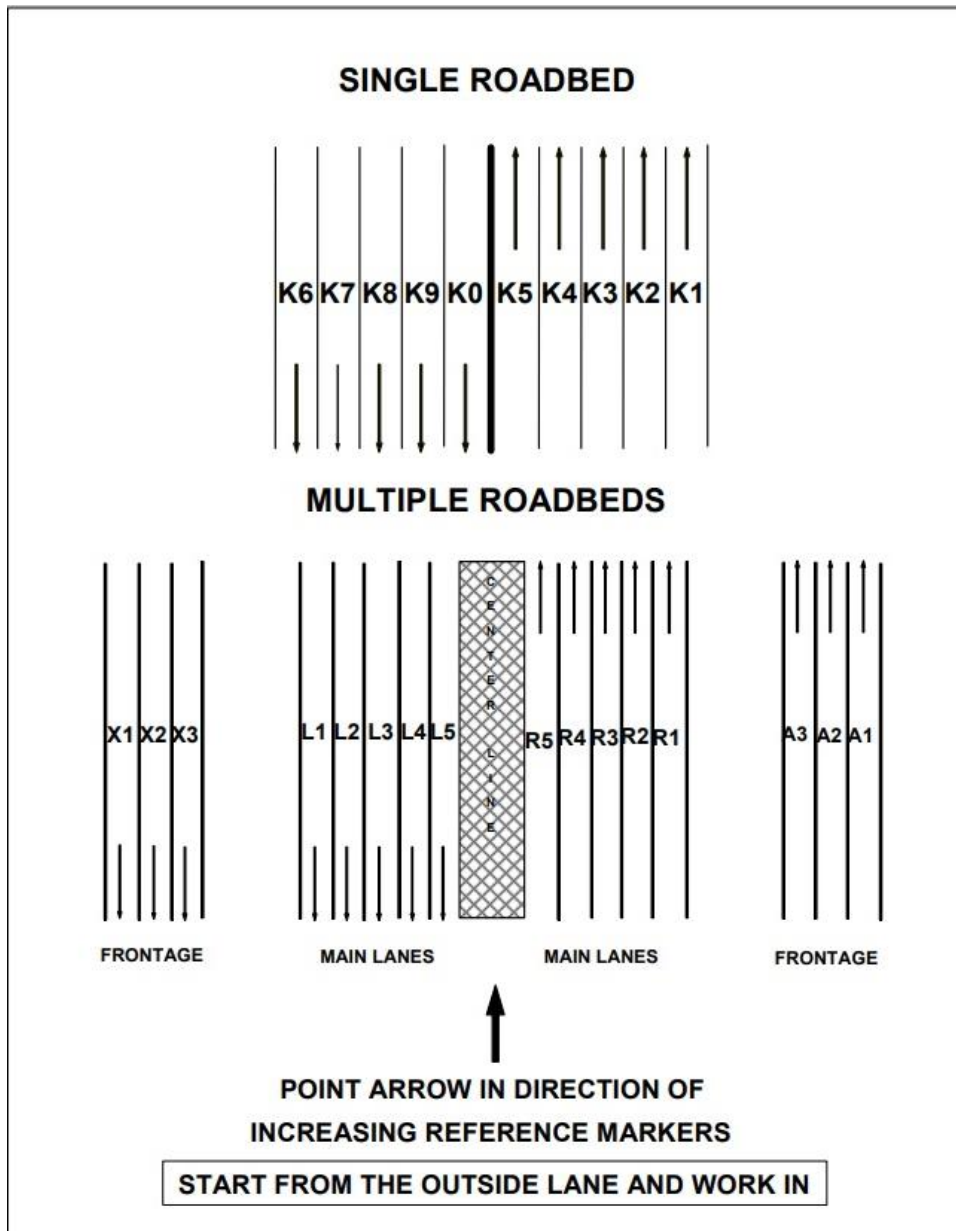 SINGLE ROADBED
K6 K7 K8 K9 K0 K5 K4 K3 K2 K1
MULTIPLE ROADBEDS
X1 X2 X3 L1 L2 L3 L4 L5 CENTER LINE R5 R4 R3 R2 R1 A3 A2 A1
FRONTAGE MAIN LANES MAIN LANES FRONTAGE
POINT ARROW IN DIRECTION OF
INCREASING REFERENCE MARKERS
START FROM THE OUTSIDE LANE AND WORK IN